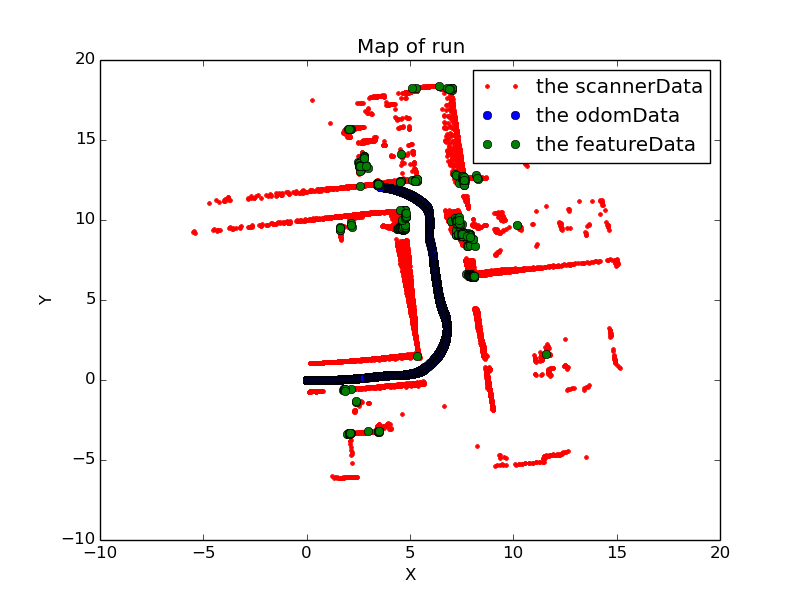 Map of run
the scannerData
the odomData
the featureData
20
15
10
5
0
−5
−10
Y
−10
−5
0
5
10
15
20
X